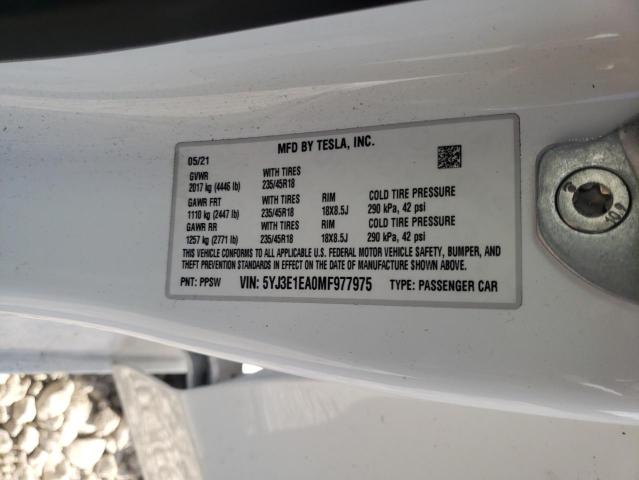 MFD BY TESLA, INC.
05/21
GVWR WITH TIRES
2017 kg (4446 lb) 235/45R18
GAWR FRT WITH TIRES RIM COLD TIRE PRESSURE
1110 kg (2447 lb) 235/45R18 18X8.5J 290 kPa, 42 psi
GAWR RR WITH TIRES RIM COLD TIRE PRESSURE
1257 kg (2771 lb) 235/45R18 18X8.5J 290 kPa, 42 psi
THIS VEHICLE CONFORMS TO ALL APPLICABLE U.S. FEDERAL MOTOR VEHICLE SAFETY, BUMPER, AND
THEFT PREVENTION STANDARDS IN EFFECT ON THE DATE OF MANUFACTURE SHOWN ABOVE.
PNT: PPSW VIN: 5YJ3E1EA0MF977975 TYPE: PASSENGER CAR